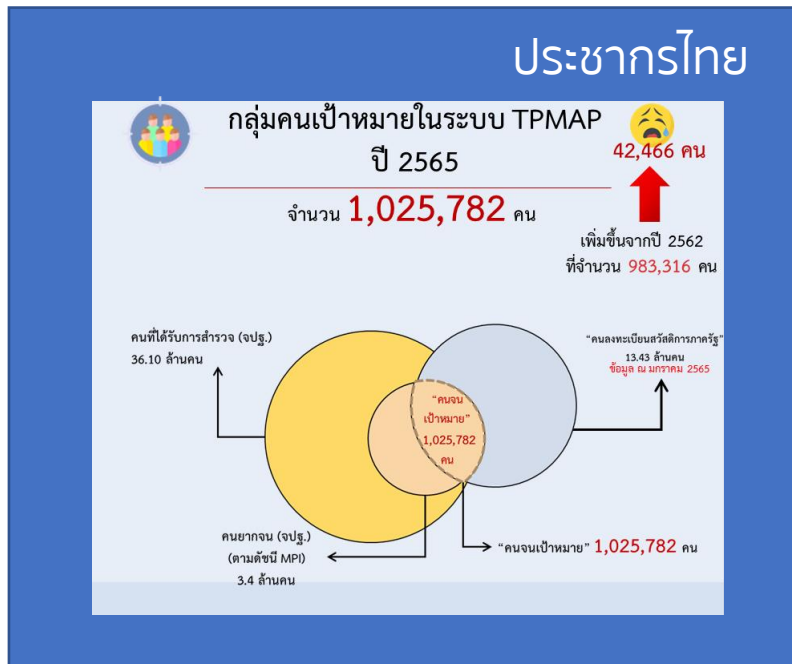 ประชากรไทย
กลุ่มคนเป้าหมายในระบบ TPMAP
ปี 2565
จำนวน 1,025,782 คน
42,466 คน
เพิ่มขึ้นจากปี 2562
ที่จำนวน 983,316 คน
คนที่ได้รับการสำรวจ (จปฐ.)
36.10 ล้านคน
"คนลงทะเบียนสวัสดิการภาครัฐ"
13.43 ล้านคน
ข้อมูล ณ มกราคม 2565
"คนจน
เป้าหมาย"
1,025,782
คน
คนยากจน (จปฐ.)
(ตามดัชนี MPI)
3.4 ล้านคน
"คนจนเป้าหมาย" 1,025,782 คน